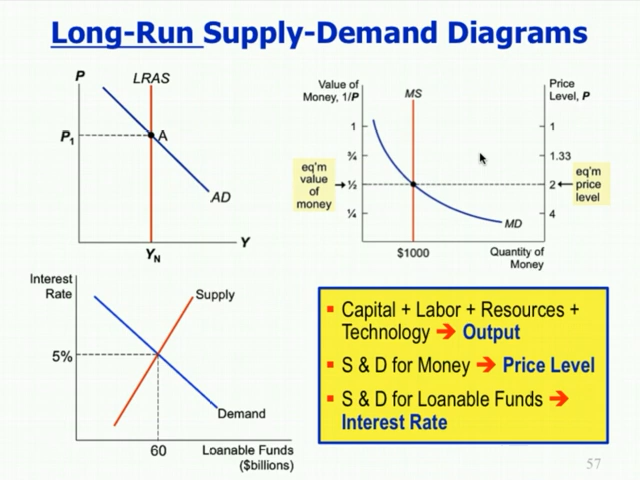 Long-Run Supply-Demand Diagrams
P
LRAS
P1
A
AD
Y
YN
Value of
Money, 1/P
MS
Price
Level, P
1
1
¾
1.33
eq'm
value
of
money
½
2
eq'm
price
level
¼
4
MD
$1000
Quantity of
Money
Interest
Rate
Supply
5%
Demand
60
Loanable Funds
($billions)
▪ Capital + Labor + Resources +
Technology ➔ Output
▪ S & D for Money ➔ Price Level
▪ S & D for Loanable Funds ➔
Interest Rate
57